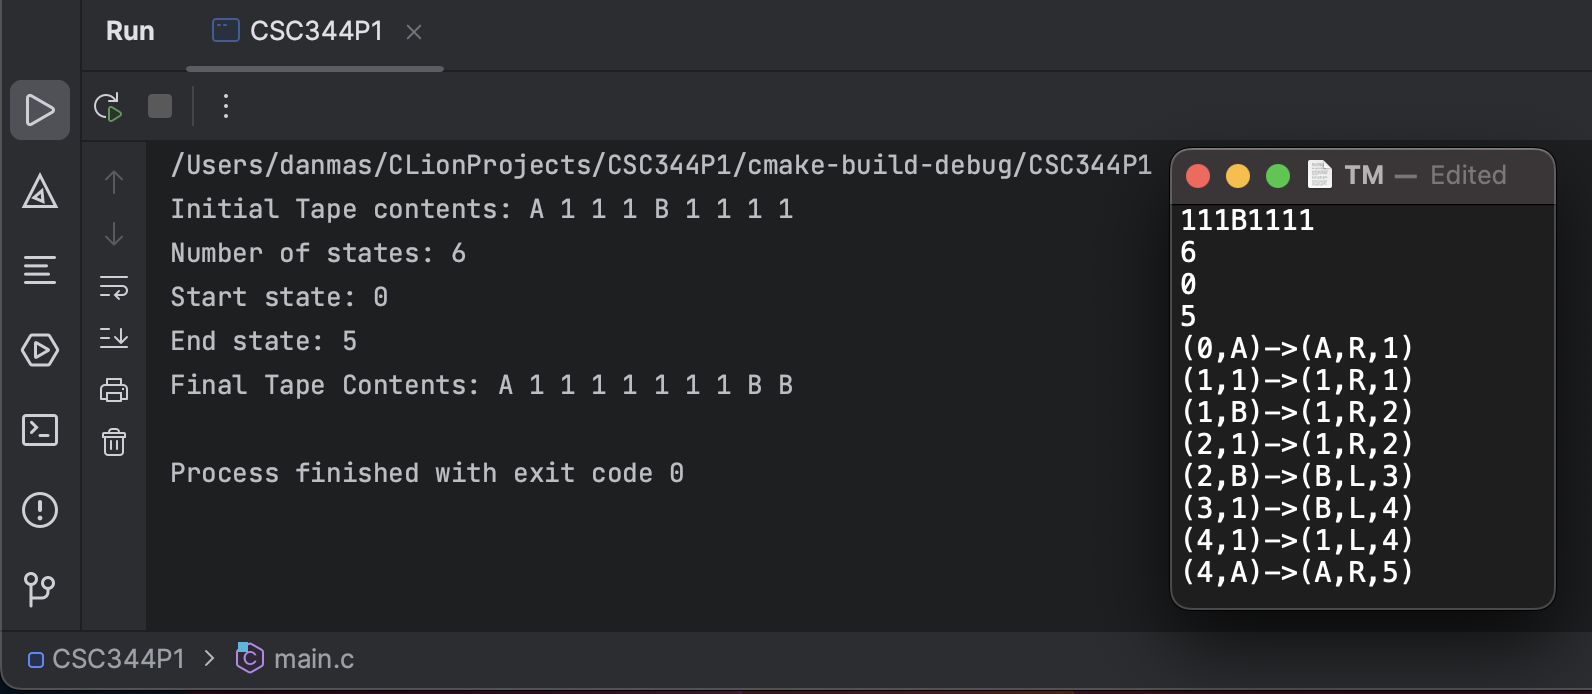 Run CSC344P1
/Users/danmas/CLionProjects/CSC344P1/cmake-build-debug/CSC344P1
Initial Tape contents: A 1 1 1 B 1 1 1 1
Number of states: 6
Start state: 0
End state: 5
Final Tape Contents: A 1 1 1 1 1 1 1 B B
Process finished with exit code 0
TM — Edited
111B1111
6
0
5
(0,A)->(A,R,1)
(1,1)->(1,R,1)
(1,B)->(1,R,2)
(2,1)->(1,R,2)
(2,B)->(B,L,3)
(3,1)->(B,L,4)
(4,1)->(1,L,4)
(4,A)->(A,R,5)
CSC344P1 > main.c